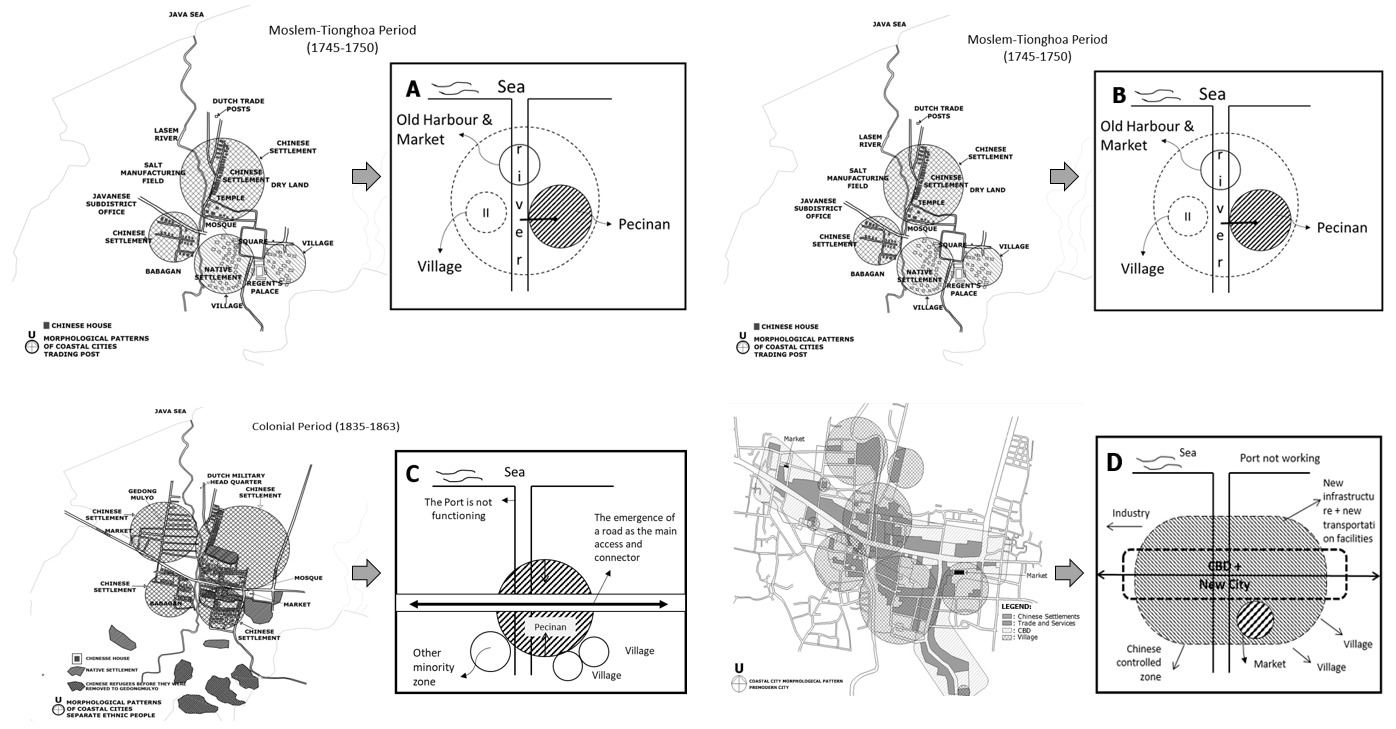 JAVA SEA
Moslem-Tionghoa Period
(1745-1750)
DUTCH TRADE
POSTS
LASEM
RIVER
CHINESE
SETTLEMENT
SALT
MANUFACTURING
FIELD
CHINESE
SETTLEMENT
DRY LAND
JAVANESE
SUBDISTRICT
OFFICE
TEMPLE
MOSQUE
CHINESE
SETTLEMENT
SQUARE
VILLAGE
BABAGAN
NATIVE
SETTLEMENT
REGENT'S
PALACE
VILLAGE
CHINESE HOUSE
U
MORPHOLOGICAL PATTERNS
OF COASTAL CITIES
TRADING POST
A
Sea
Old Harbour &
Market
r
i
v
e
r
II
Pecinan
Village
JAVA SEA
Moslem-Tionghoa Period
(1745-1750)
DUTCH TRADE
POSTS
LASEM
RIVER
CHINESE
SETTLEMENT
SALT
MANUFACTURING
FIELD
CHINESE
SETTLEMENT
DRY LAND
JAVANESE
SUBDISTRICT
OFFICE
TEMPLE
MOSQUE
CHINESE
SETTLEMENT
SQUARE
VILLAGE
BABAGAN
NATIVE
SETTLEMENT
REGENT'S
PALACE
VILLAGE
CHINESE HOUSE
U
MORPHOLOGICAL PATTERNS
OF COASTAL CITIES
TRADING POST
B
Sea
Old Harbour &
Market
r
i
v
e
r
II
Pecinan
Village
JAVA SEA
Colonial Period (1835-1863)
DUTCH MILITARY
HEAD QUARTER
CHINESE
SETTLEMENT
GEDONG
MULYO
CHINESE
SETTLEMENT
MARKET
MOSQUE
CHINESE
SETTLEMENT
BABAGAN
MARKET
CHINESE
SETTLEMENT
CHINESSE HOUSE
NATIVE SETTLEMENT
CHINESE REFUGEES BEFORE THEY WERE
REMOVED TO GEDONGMULYO
U
MORPHOLOGICAL PATTERNS
OF COASTAL CITIES
SEPARATE ETHNIC PEOPLE
C
Sea
The Port is not
functioning
The emergence of
a road as the main
access and
connector
Pecinan
Other
minority
zone
Village
Village
Market
Market
LEGEND:
: Chinese Settlements
: Trade and Services
: CBD
: Village
U
COASTAL CITY MORPHOLOGICAL PATTERN
PREMODERN CITY
D
Sea
Port not working
New
infrastructu
re + new
transportati
on facilities
Industry
CBD +
New City
Village
Chinese
controlled
zone
Market
Village